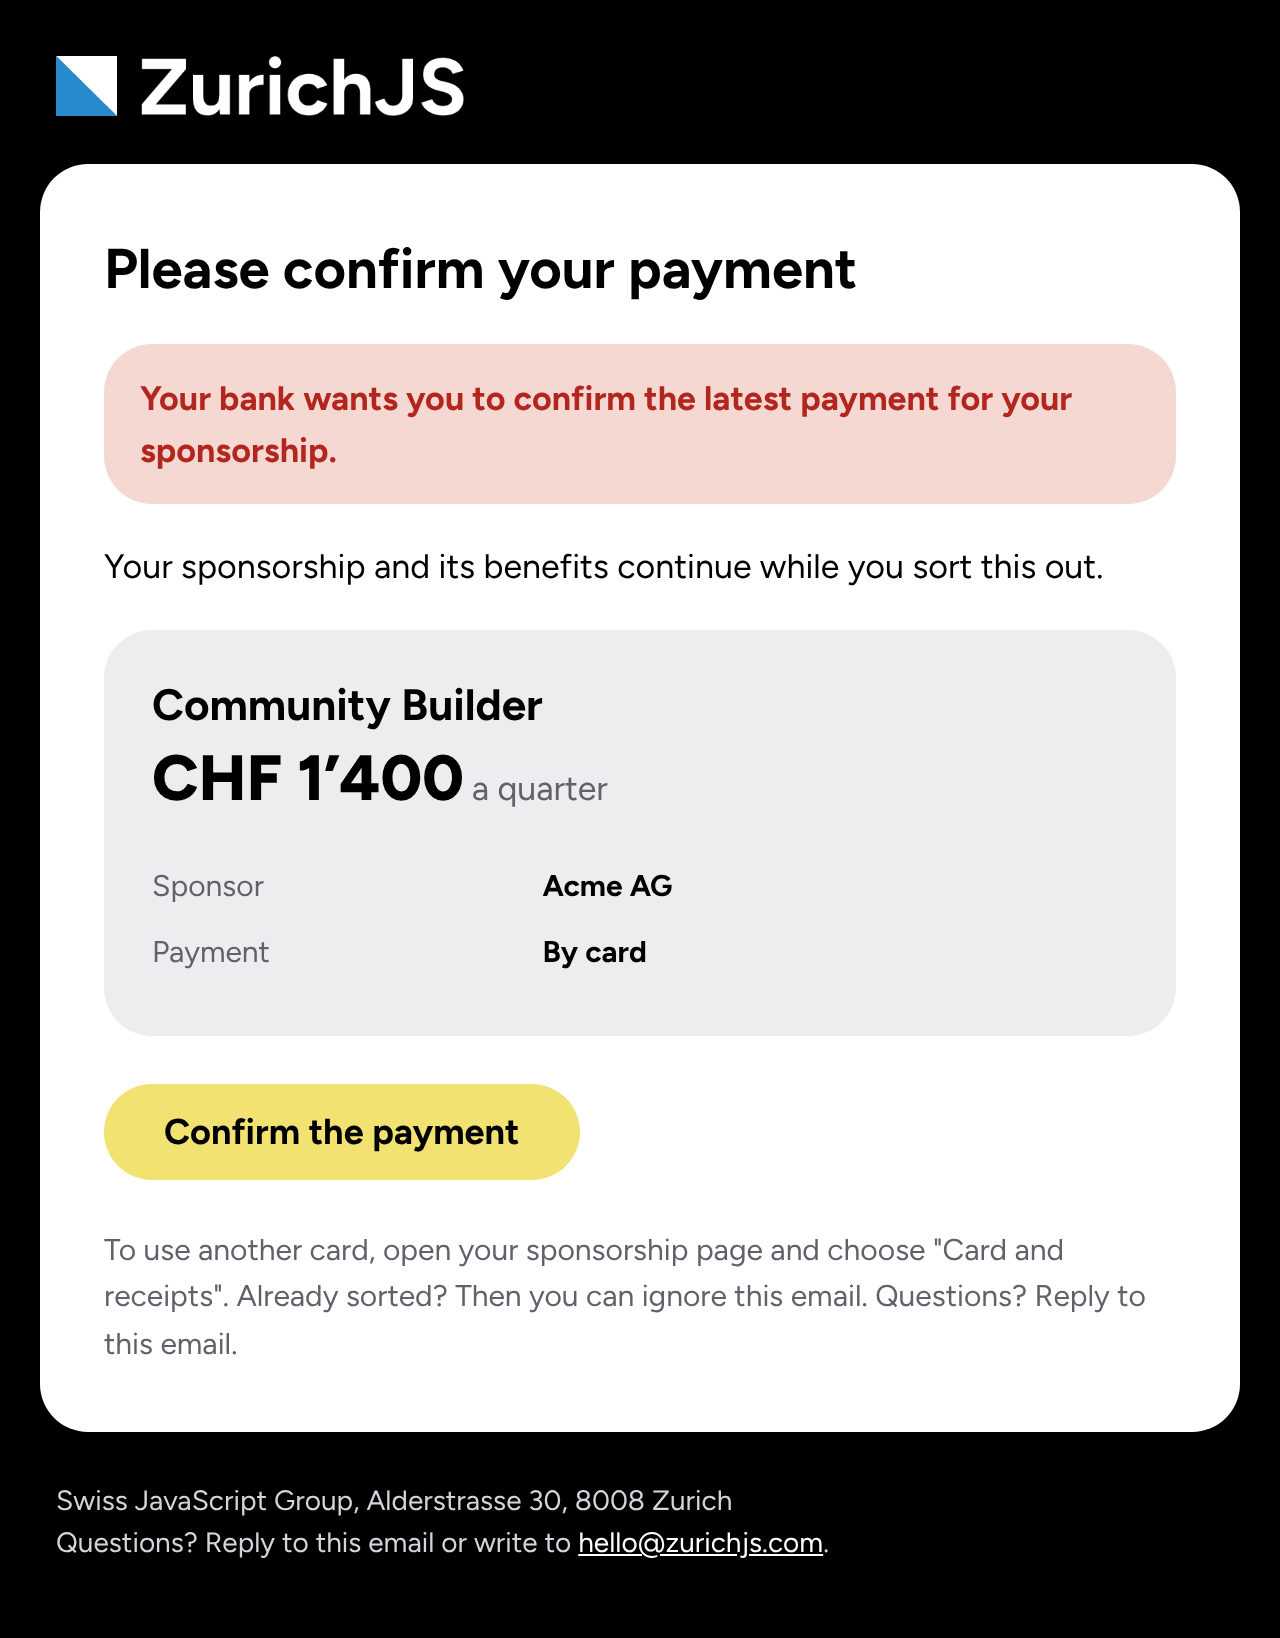 ZurichJS
Please confirm your payment
Your bank wants you to confirm the latest payment for your
sponsorship.
Your sponsorship and its benefits continue while you sort this out.
Community Builder
CHF 1’400 a quarter
Sponsor Acme AG
Payment By card
Confirm the payment
To use another card, open your sponsorship page and choose "Card and
receipts". Already sorted? Then you can ignore this email. Questions? Reply to
this email.
Swiss JavaScript Group, Alderstrasse 30, 8008 Zurich
Questions? Reply to this email or write to hello@zurichjs.com.